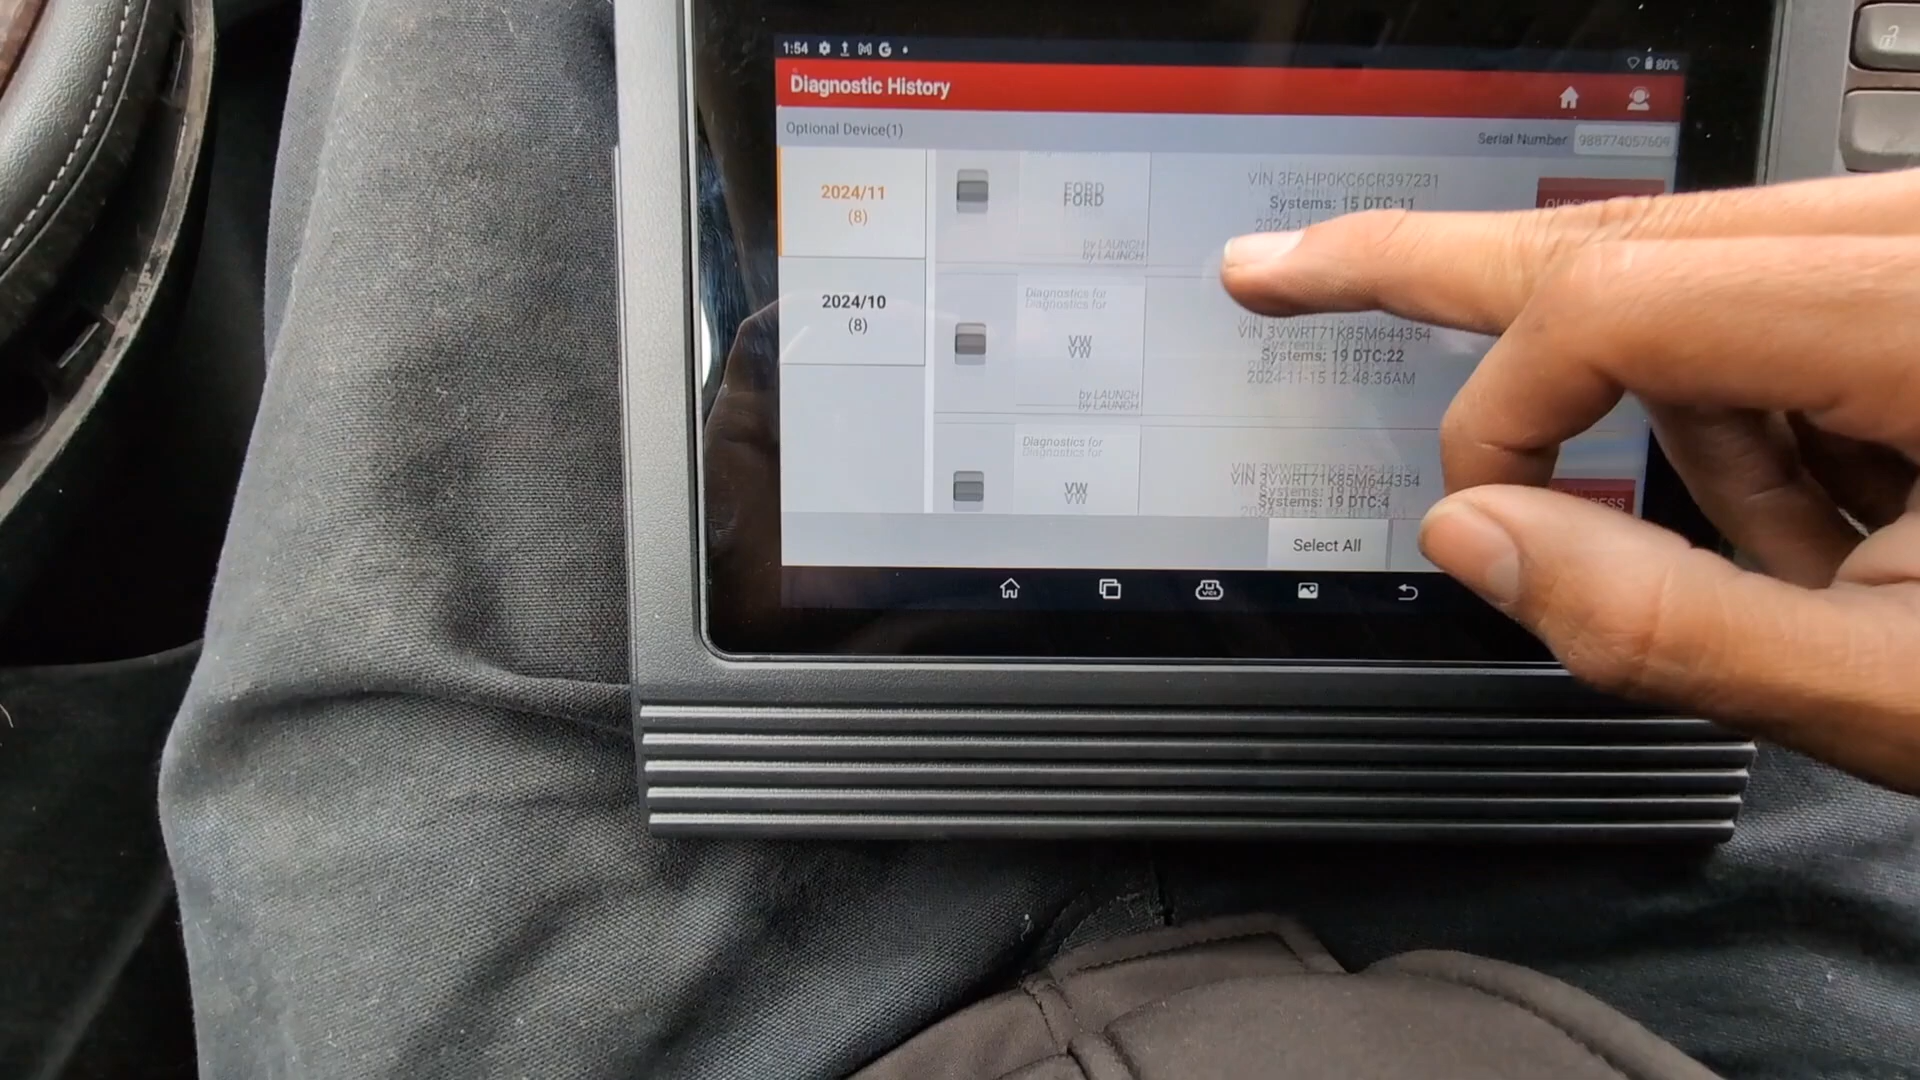 1:54
80%
Diagnostic History
Optional Device(1)
Serial Number 988774057609
2024/11
(8)
2024/10
(8)
FORD
VIN 3FAHP0KC6CR397231
Systems: 15 DTC:11
by LAUNCH
Diagnostics for
VW
VIN 3VWRT71K85M644354
Systems: 19 DTC:22
2024-11-15 12:48:36AM
by LAUNCH
Diagnostics for
VW
VIN 3VWRT71K85M644354
Systems: 19 DTC:4
Select All
VCI